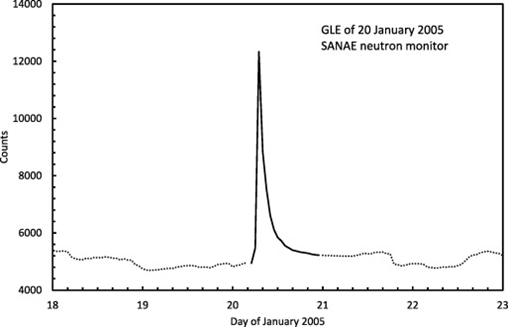 14000
GLE of 20 January 2005
SANAE neutron monitor
12000
10000
Counts
8000
6000
4000
18 19 20 21 22 23
Day of January 2005